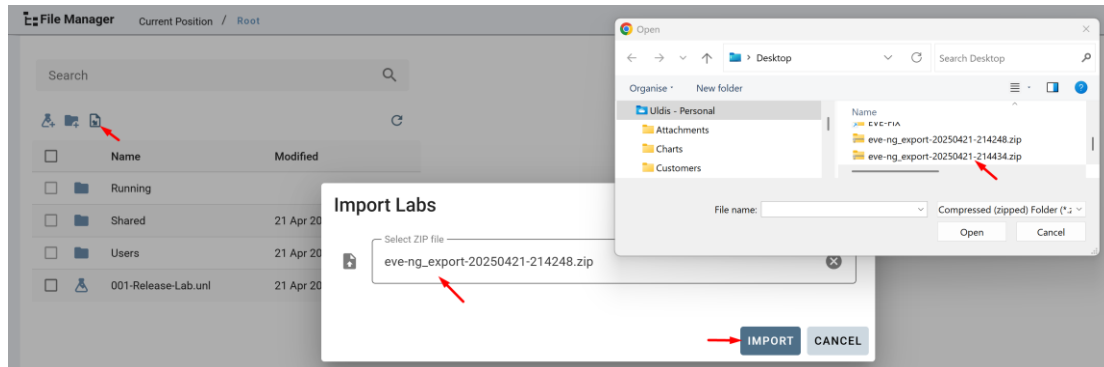 File Manager Current Position / Root
Search
Name Modified
Running
Shared 21 Apr 20
Users 21 Apr 20
001-Release-Lab.unl 21 Apr 20
Import Labs
Select ZIP file
eve-ng_export-20250421-214248.zip
IMPORT CANCEL
Open
Desktop
Search Desktop
Organise New folder
Uldis - Personal
Attachments
Charts
Customers
Name
EVE-FIX
eve-ng_export-20250421-214248.zip
eve-ng_export-20250421-214434.zip
File name:
Compressed (zipped) Folder (*.z
Open Cancel